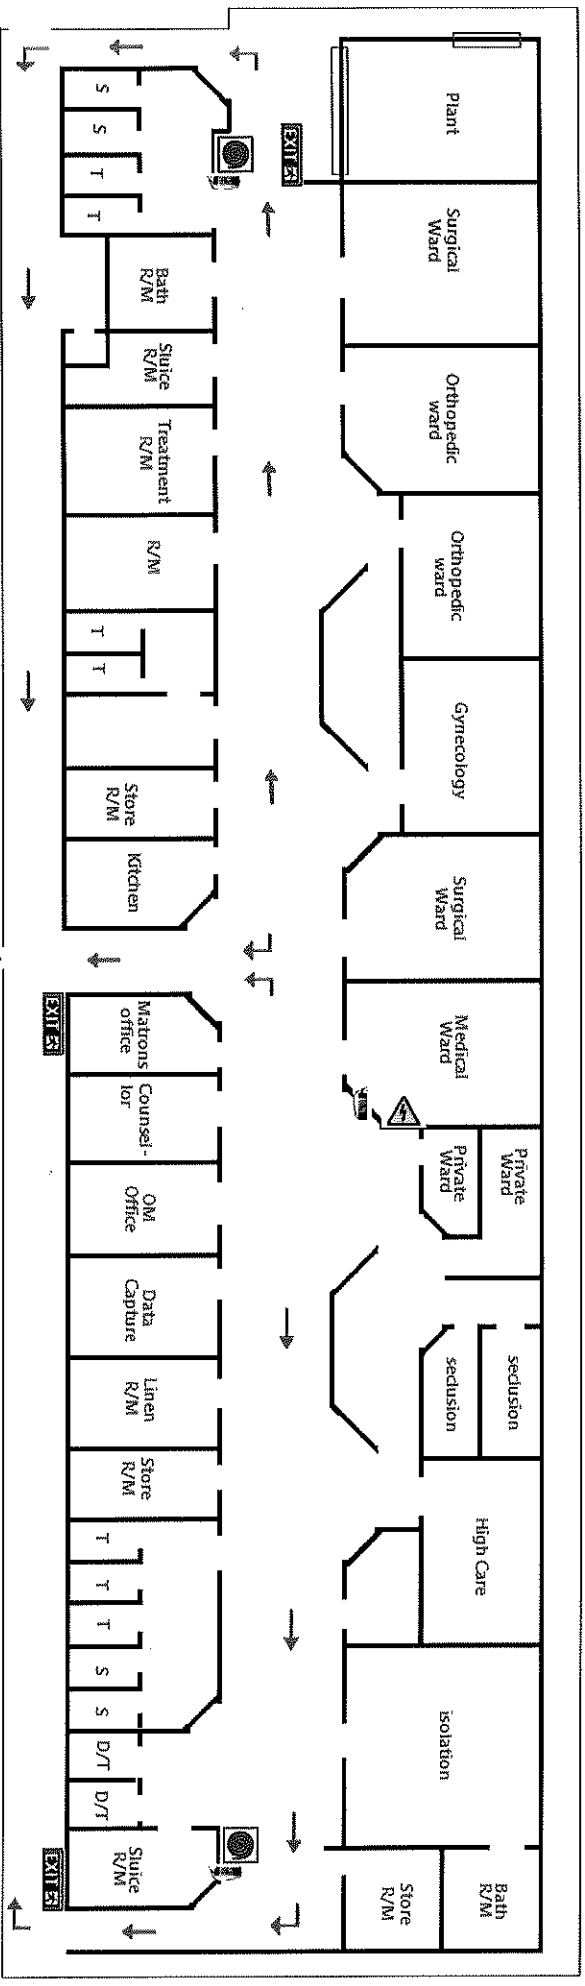 Plant
Surgical
Ward
Orthopedic
ward
Orthopedic
ward
Gynecology
Surgical
Ward
Medical
Ward
Private
Ward
Private
Ward
seclusion
seclusion
High Care
isolation
Bath
R/M
Store
R/M
EXIT
S
S
T
T
Bath
R/M
Sluice
R/M
Treatment
R/M
R/M
T
T
Store
R/M
Kitchen
EXIT
Matrons
office
Counsel-
lor
OM
Office
Data
Capture
Linen
R/M
Store
R/M
T
T
T
S
S
D/T
D/T
Sluice
R/M
EXIT